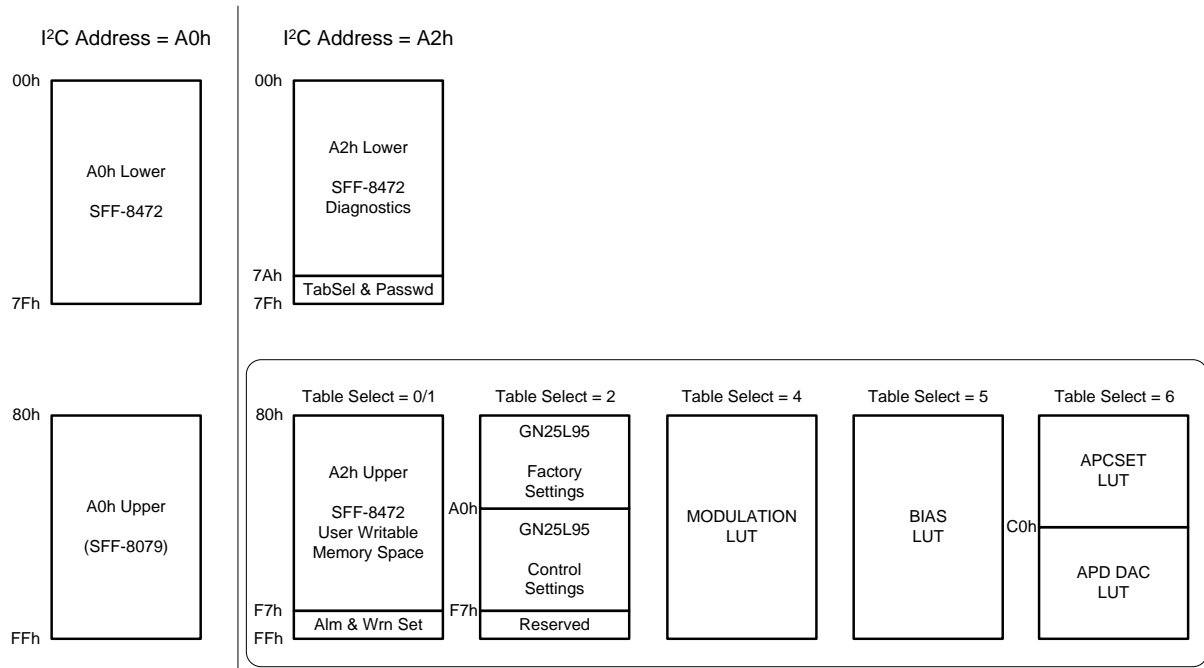 I²C Address = A0h
I²C Address = A2h
00h
A0h Lower
SFF-8472
7Fh
00h
A2h Lower
SFF-8472
Diagnostics
7Ah
TabSel & Passwd
7Fh
80h
A0h Upper
(SFF-8079)
FFh
Table Select = 0/1
80h
A2h Upper
SFF-8472
User Writable
Memory Space
F7h
Alm & Wrn Set
FFh
Table Select = 2
GN25L95
Factory
Settings
A0h
GN25L95
Control
Settings
F7h
Reserved
Table Select = 4
MODULATION
LUT
Table Select = 5
BIAS
LUT
Table Select = 6
APCSET
LUT
C0h
APD DAC
LUT